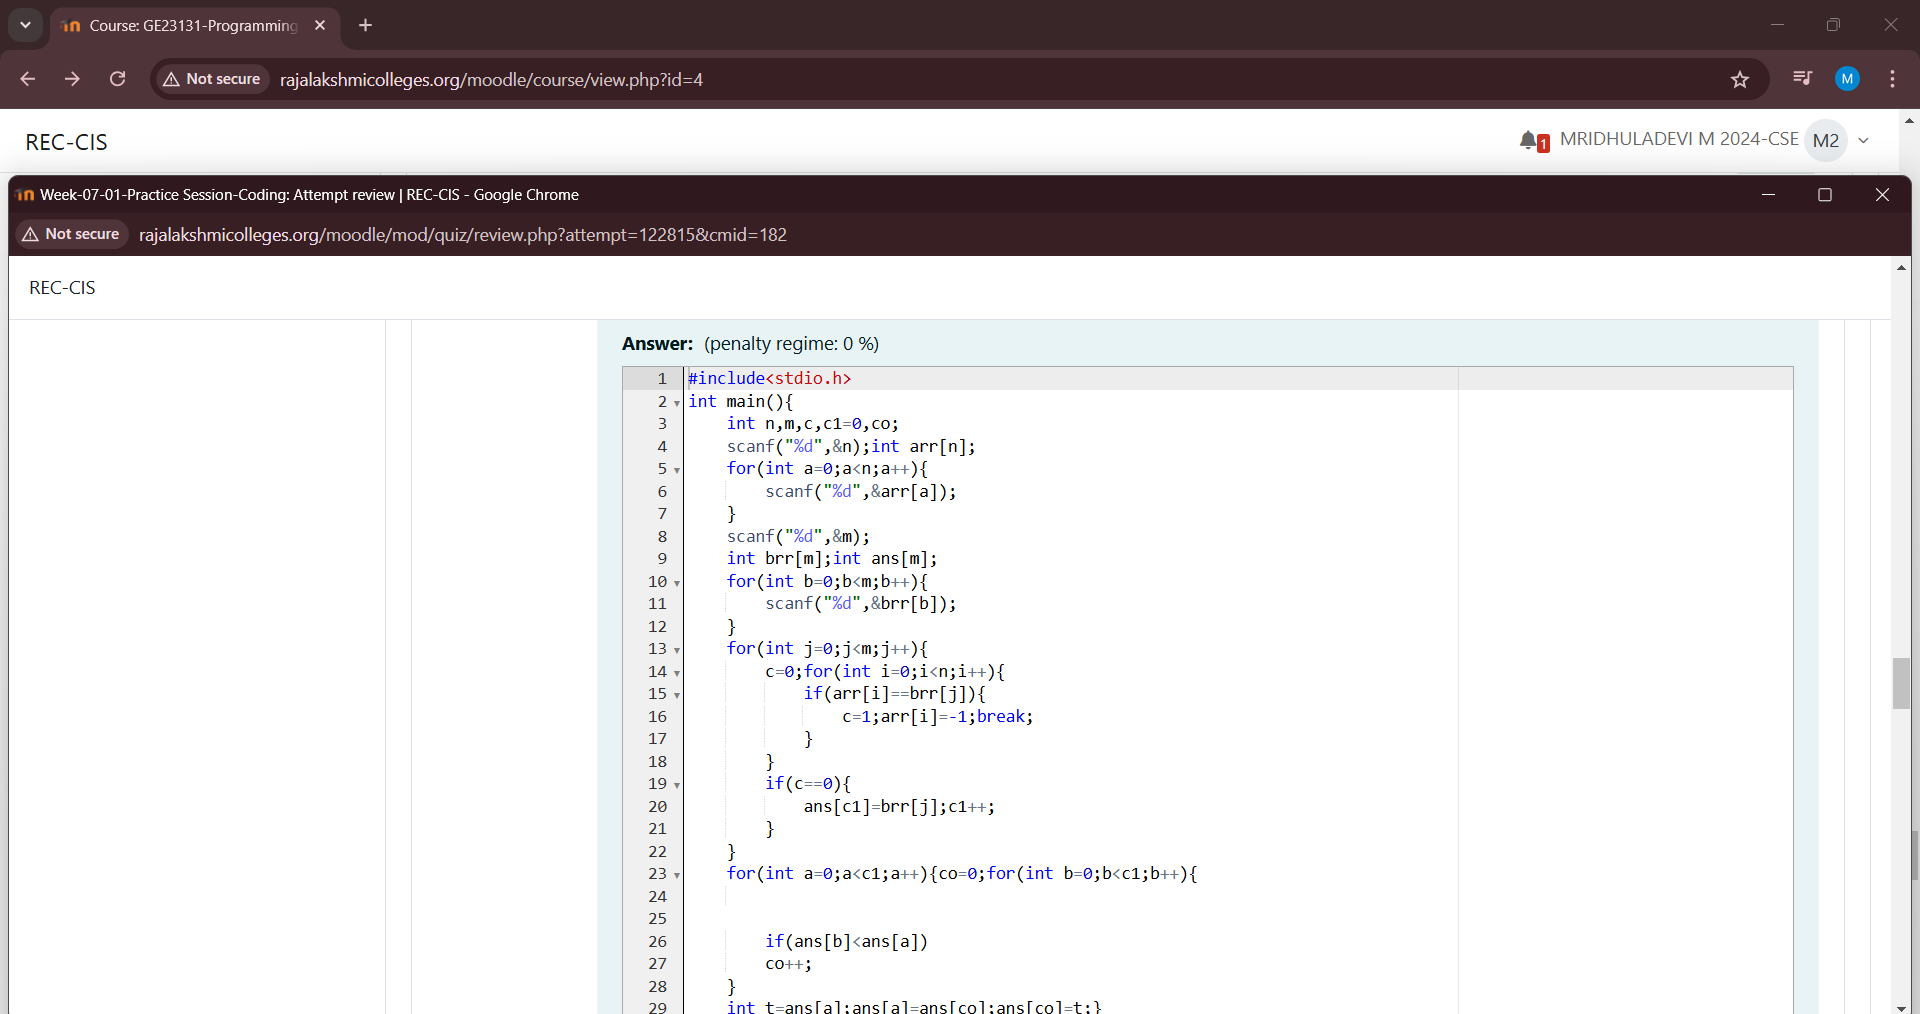 Course: GE23131-Programming
Not secure
rajalakshmicolleges.org/moodle/course/view.php?id=4
M
REC-CIS
1
MRIDHULADEVI M 2024-CSE
M2
Week-07-01-Practice Session-Coding: Attempt review | REC-CIS - Google Chrome
Not secure
rajalakshmicolleges.org/moodle/mod/quiz/review.php?attempt=122815&cmid=182
REC-CIS
Answer: (penalty regime: 0 %)
1 #include<stdio.h>
2 int main(){
3 int n,m,c,c1=0,co;
4 scanf("%d",&n);int arr[n];
5 for(int a=0;a<n;a++){
6 scanf("%d",&arr[a]);
7 }
8 scanf("%d",&m);
9 int brr[m];int ans[m];
10 for(int b=0;b<m;b++){
11 scanf("%d",&brr[b]);
12 }
13 for(int j=0;j<m;j++){
14 c=0;for(int i=0;i<n;i++){
15 if(arr[i]==brr[j]){
16 c=1;arr[i]=-1;break;
17 }
18 }
19 if(c==0){
20 ans[c1]=brr[j];c1++;
21 }
22 }
23 for(int a=0;a<c1;a++){co=0;for(int b=0;b<c1;b++){
24
25
26 if(ans[b]<ans[a])
27 co++;
28 }
29 int t=ans[a];ans[a]=ans[co];ans[co]=t;}